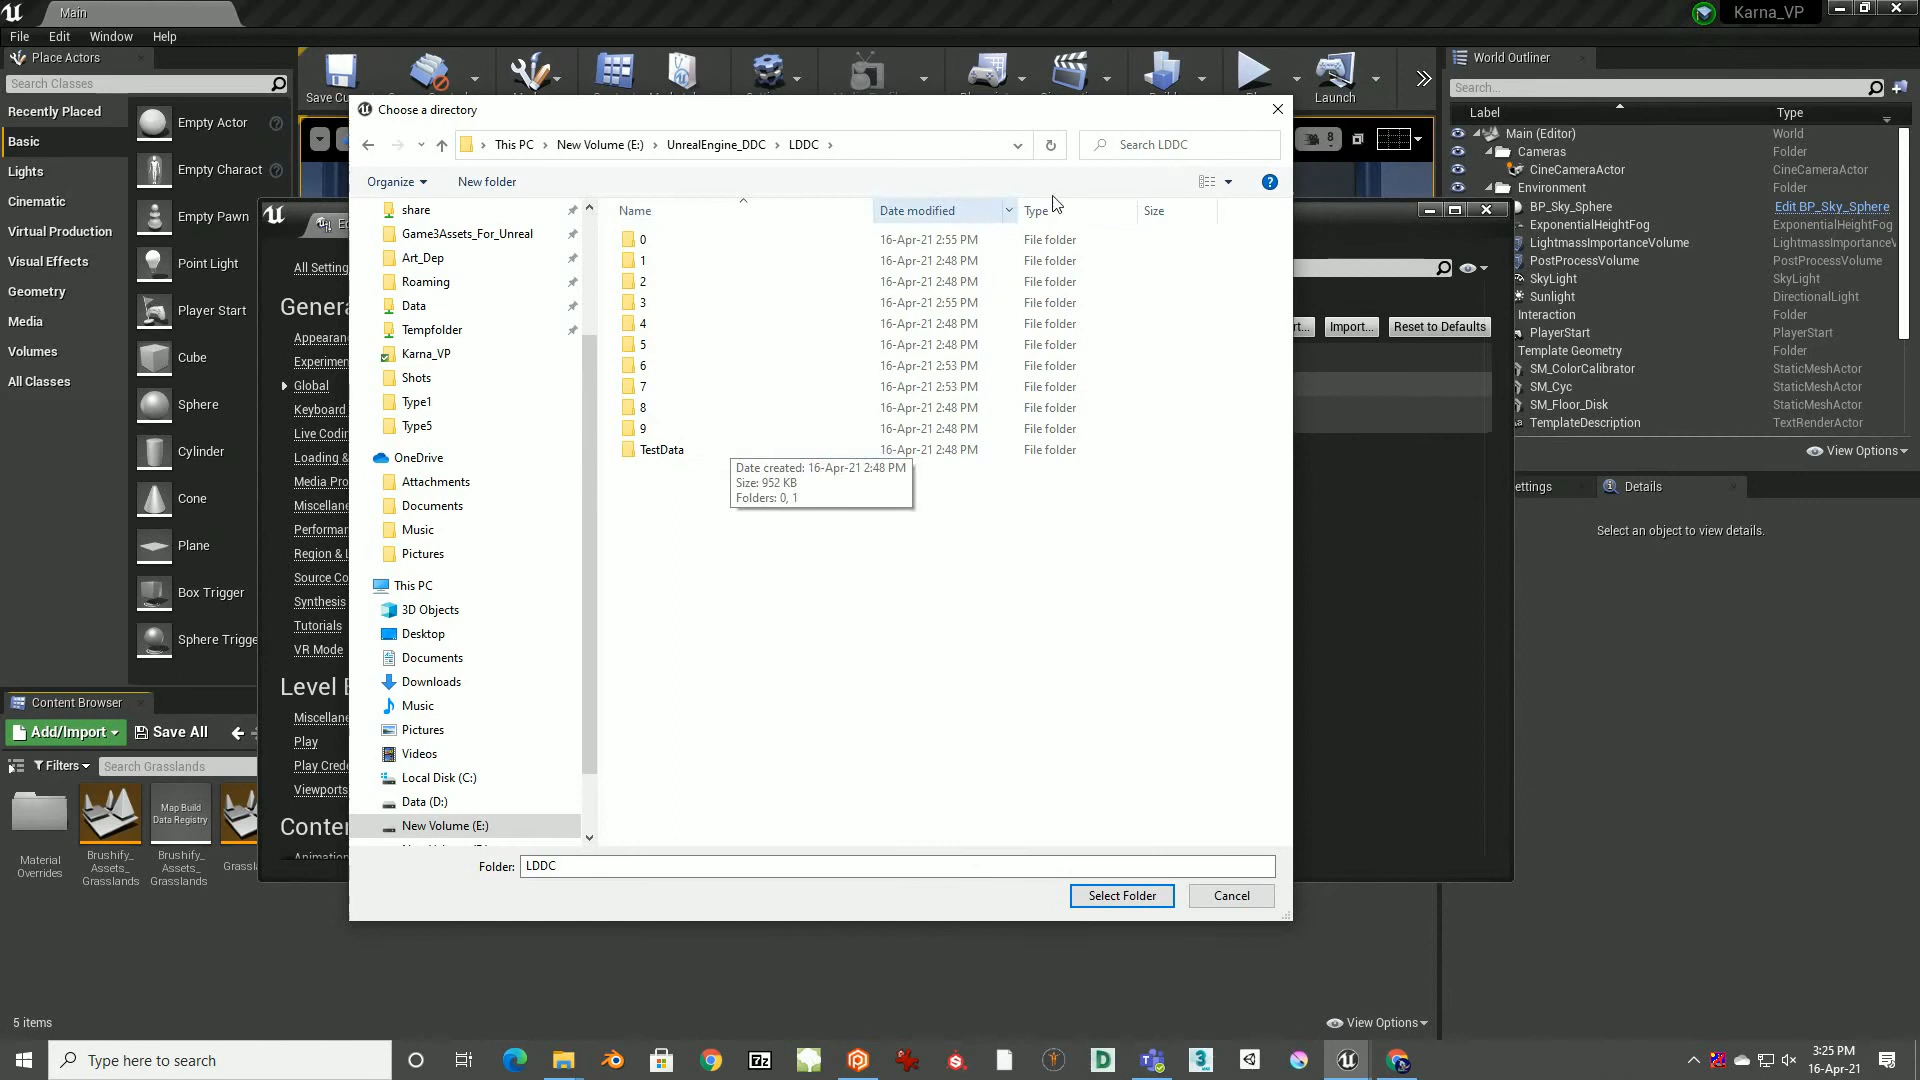 Main
Karna_VP
File Edit Window Help
Place Actors
Search Classes
Recently Placed
Basic
Lights
Cinematic
Virtual Production
Visual Effects
Geometry
Media
Volumes
All Classes
Empty Actor
Empty Charact
Empty Pawn
Point Light
Player Start
Cube
Sphere
Cylinder
Cone
Plane
Box Trigger
Sphere Trigge
Launch
8
Choose a directory
This PC New Volume (E:) UnrealEngine_DDC LDDC
Search LDDC
Organize New folder
share
Game3Assets_For_Unreal
Art_Dep
Roaming
Data
Tempfolder
Karna_VP
Shots
Type1
Type5
OneDrive
Attachments
Documents
Music
Pictures
This PC
3D Objects
Desktop
Documents
Downloads
Music
Pictures
Videos
Local Disk (C:)
Data (D:)
New Volume (E:)
Name Date modified Type Size
0 16-Apr-21 2:55 PM File folder
1 16-Apr-21 2:48 PM File folder
2 16-Apr-21 2:48 PM File folder
3 16-Apr-21 2:55 PM File folder
4 16-Apr-21 2:48 PM File folder
5 16-Apr-21 2:48 PM File folder
6 16-Apr-21 2:53 PM File folder
7 16-Apr-21 2:53 PM File folder
8 16-Apr-21 2:48 PM File folder
9 16-Apr-21 2:48 PM File folder
TestData 16-Apr-21 2:48 PM File folder
Date created: 16-Apr-21 2:48 PM
Size: 952 KB
Folders: 0, 1
Folder: LDDC
Select Folder Cancel
All Setting
Genera
Appearan
Experimen
Global
Keyboard
Live Codin
Loading &
Media Pro
Miscellane
Performan
Region & L
Source Co
Synthesis
Tutorials
VR Mode
Level E
Miscellane
Play
Play Crede
Viewports
Conten
Import... Reset to Defaults
World Outliner
Search...
Label Type
Main (Editor) World
Cameras Folder
CineCameraActor CineCameraActor
Environment Folder
BP_Sky_Sphere Edit BP_Sky_Sphere
ExponentialHeightFog ExponentialHeightFog
LightmassImportanceVolume LightmassImportanceV
PostProcessVolume PostProcessVolume
SkyLight SkyLight
Sunlight DirectionalLight
Interaction Folder
PlayerStart PlayerStart
Template Geometry Folder
SM_ColorCalibrator StaticMeshActor
SM_Cyc StaticMeshActor
SM_Floor_Disk StaticMeshActor
TemplateDescription TextRenderActor
View Options
ettings Details
Select an object to view details.
Content Browser
Add/Import Save All
Filters Search Grasslands
Map Build
Data Registry
Material
Overrides
Brushify_
Assets_
Grasslands
Brushify_
Assets_
Grasslands
Grassl
5 items
View Options
Type here to search
7z
3:25 PM
16-Apr-21